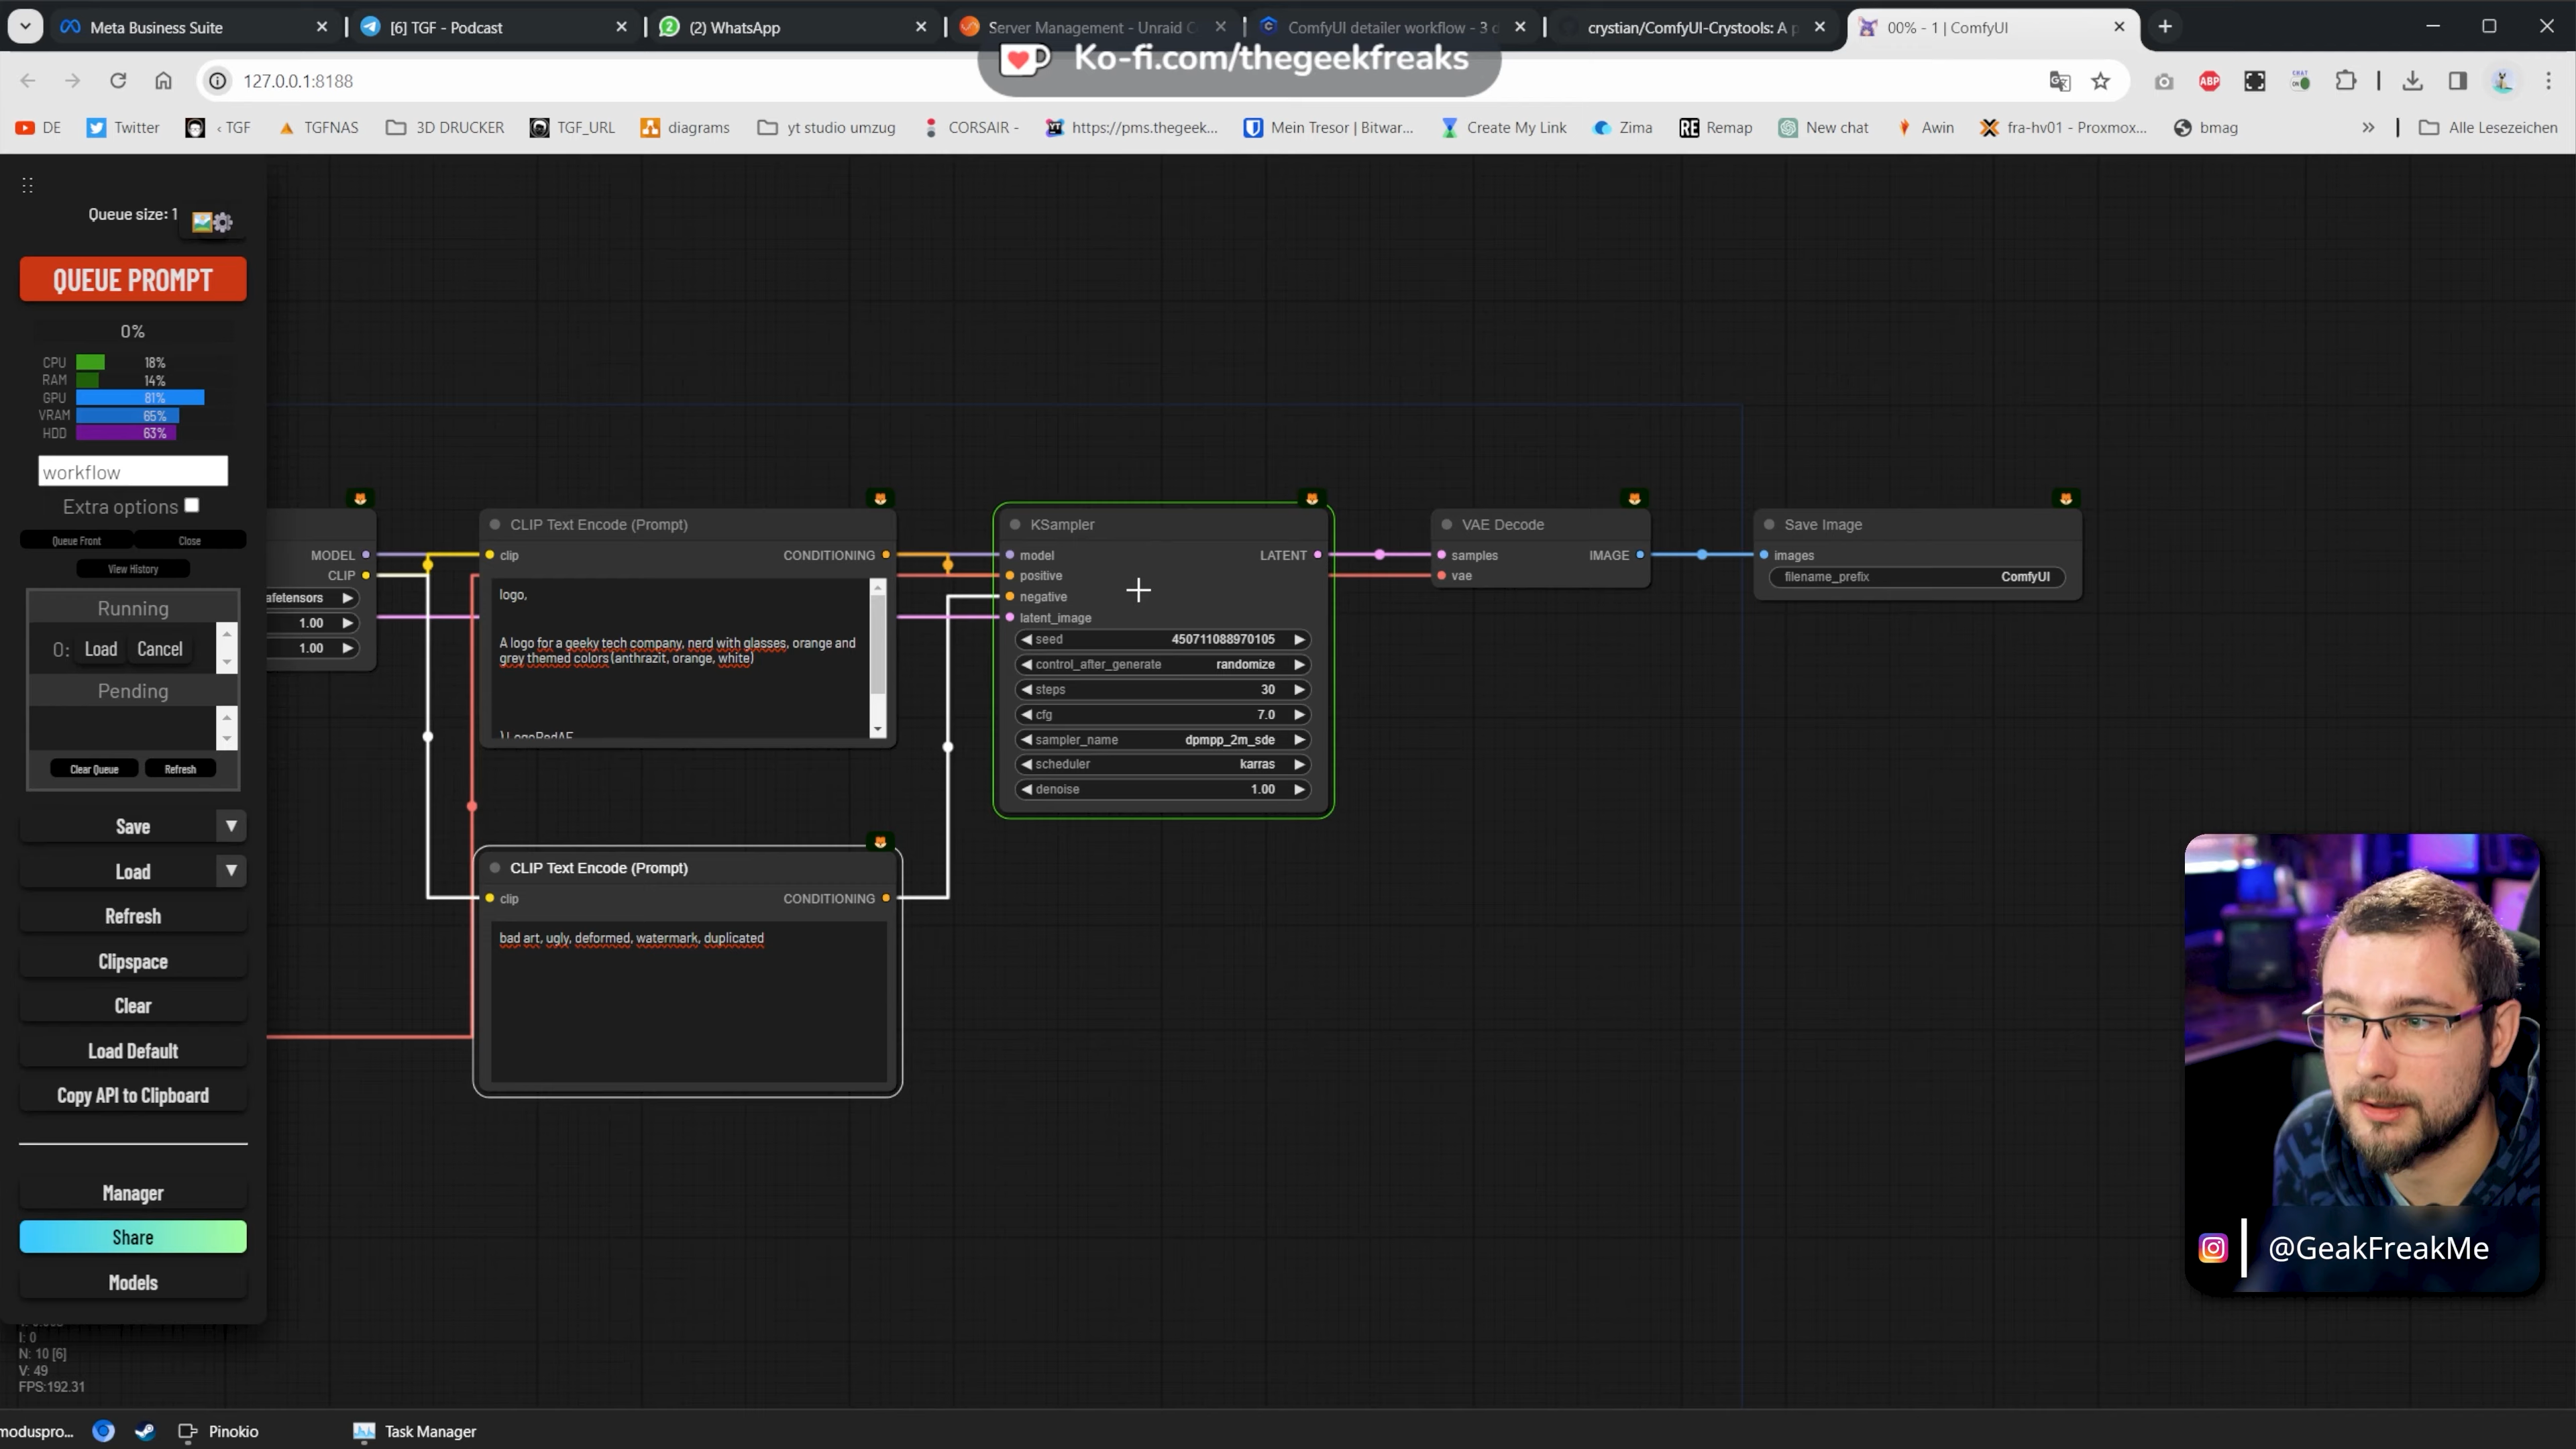 Meta Business Suite
[6] TGF - Podcast
(2) WhatsApp
Server Management - Unraid C
ComfyUI detailer workflow - 3 c
crystian/ComfyUI-Crystools: A p
00% - 1 | ComfyUI
127.0.0.1:8188
Ko-fi.com/thegeekfreaks
ABP
DE
Twitter
‹ TGF
TGFNAS
3D DRUCKER
TGF_URL
diagrams
yt studio umzug
CORSAIR -
https://pms.thegeek...
Mein Tresor | Bitwar...
Create My Link
Zima
RE
Remap
New chat
Awin
fra-hv01 - Proxmox...
bmag
»
Alle Lesezeichen
Queue size: 1
QUEUE PROMPT
0%
CPU 18%
RAM 14%
GPU 81%
VRAM 65%
HDD 63%
workflow
Extra options
Queue Front
Close
View History
Running
0: Load Cancel
Pending
Clear Queue
Refresh
Save
Load
Refresh
Clipspace
Clear
Load Default
Copy API to Clipboard
Manager
Share
Models
I: 0
N: 10 [6]
V: 49
FPS:192.31
MODEL
CLIP
afetensors
1.00
1.00
CLIP Text Encode (Prompt)
clip
CONDITIONING
logo,
A logo for a geeky tech company, nerd with glasses, orange and
grey themed colors(anthrazit, orange, white)
CLIP Text Encode (Prompt)
clip
CONDITIONING
bad art, ugly, deformed, watermark, duplicated
KSampler
model
LATENT
positive
negative
latent_image
seed 450711088970105
control_after_generate randomize
steps 30
cfg 7.0
sampler_name dpmpp_2m_sde
scheduler karras
denoise 1.00
VAE Decode
samples
IMAGE
vae
Save Image
images
filename_prefix ComfyUI
@GeakFreakMe
moduspro...
Pinokio
Task Manager